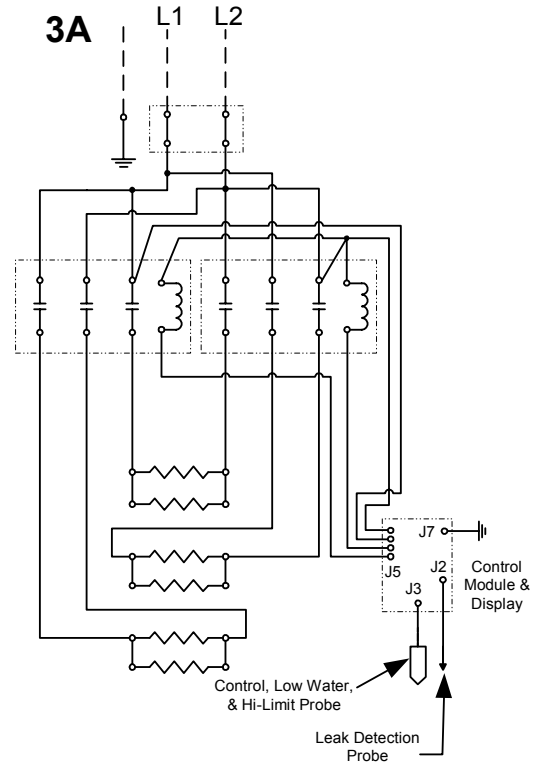 3A
L1
L2
J7
J5
J2
J3
Control
Module &
Display
Control, Low Water,
& Hi-Limit Probe
Leak Detection
Probe